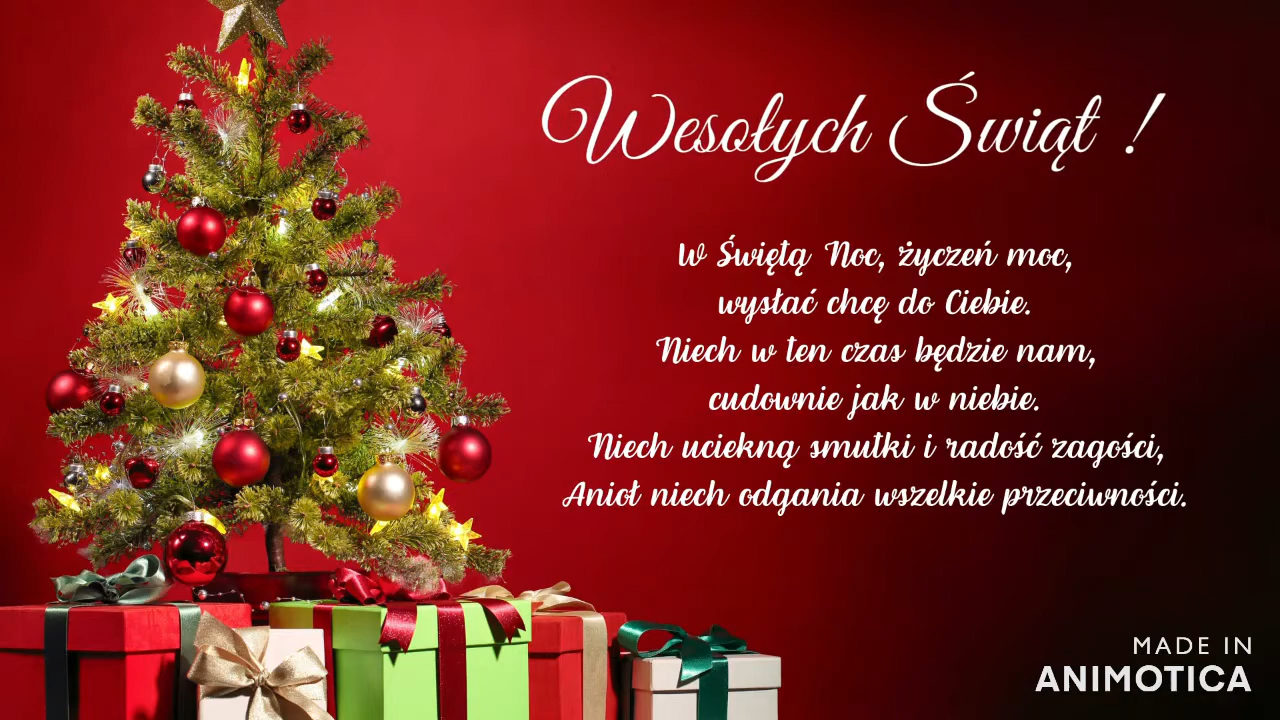 Wesołych Świąt !
W Świętą Noc, życzeń moc,
wysłać chcę do Ciebie.
Niech w ten czas będzie nam,
cudownie jak w niebie.
Niech uciekną smutki i radość zagości,
Anioł niech odgania wszelkie przeciwności.
MADE IN
ANIMOTICA